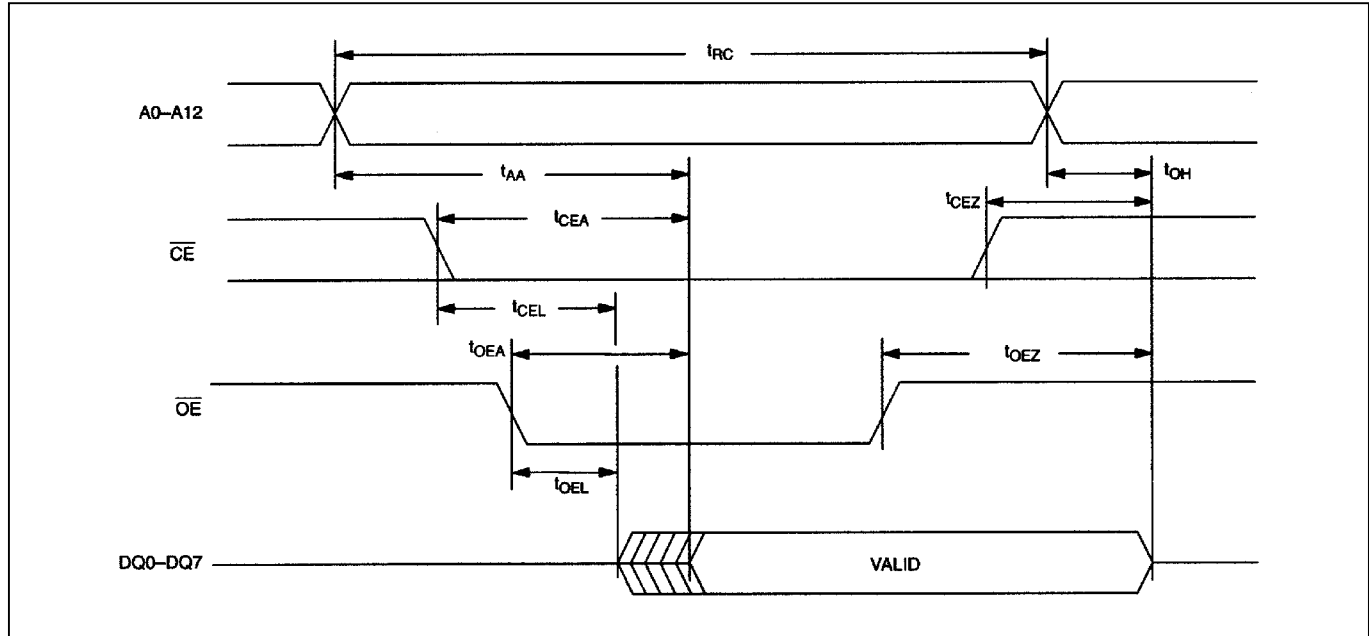 tRC
A0–A12
tAA
tOH
tCEZ
tCEA
CE
tCEL
tOEA
tOEZ
OE
tOEL
DQ0–DQ7
VALID